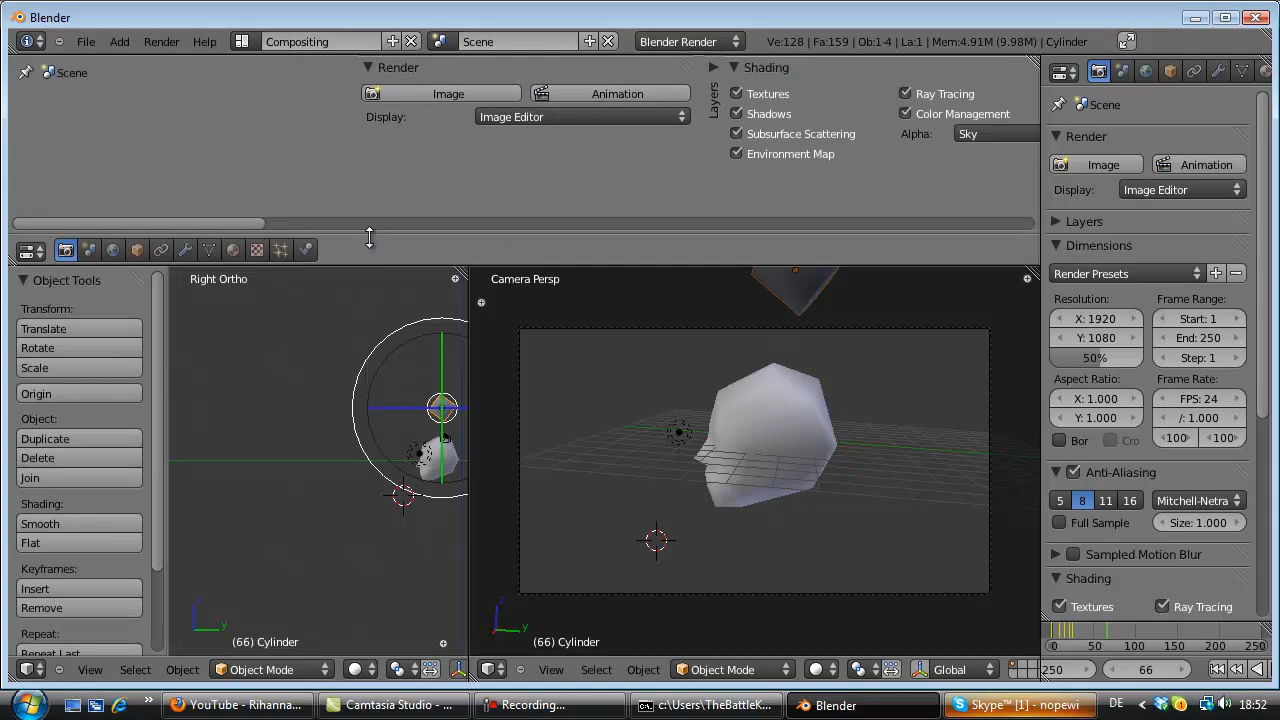 Blender
File Add Render Help Compositing Scene Blender Render Ve:128 | Fa:159 | Ob:1-4 | La:1 | Mem:4.91M (9.98M) | Cylinder
Scene
Render
Image Animation
Display: Image Editor
Layers
Shading
Textures Ray Tracing
Shadows Color Management
Subsurface Scattering Alpha: Sky
Environment Map
Scene
Render
Image Animation
Display: Image Editor
Layers
Dimensions
Render Presets
Resolution: Frame Range:
X: 1920 Start: 1
Y: 1080 End: 250
50% Step: 1
Aspect Ratio: Frame Rate:
X: 1.000 FPS: 24
Y: 1.000 /: 1.000
Bor Cro 100 100
Anti-Aliasing
5 8 11 16 Mitchell-Netra
Full Sample Size: 1.000
Sampled Motion Blur
Shading
Textures Ray Tracing
Object Tools
Transform:
Translate
Rotate
Scale
Origin
Object:
Duplicate
Delete
Join
Shading:
Smooth
Flat
Keyframes:
Insert
Remove
Repeat:
Repeat Last
Right Ortho
z
y
(66) Cylinder
Camera Persp
z
y
(66) Cylinder
0 50 100 150 200 250
View Select Object Object Mode
View Select Object Object Mode Global
250 66
YouTube - Rihanna... Camtasia Studio - ... Recording... c:\Users\TheBattleK... Blender Skype™ [1] - nopewi DE 18:52